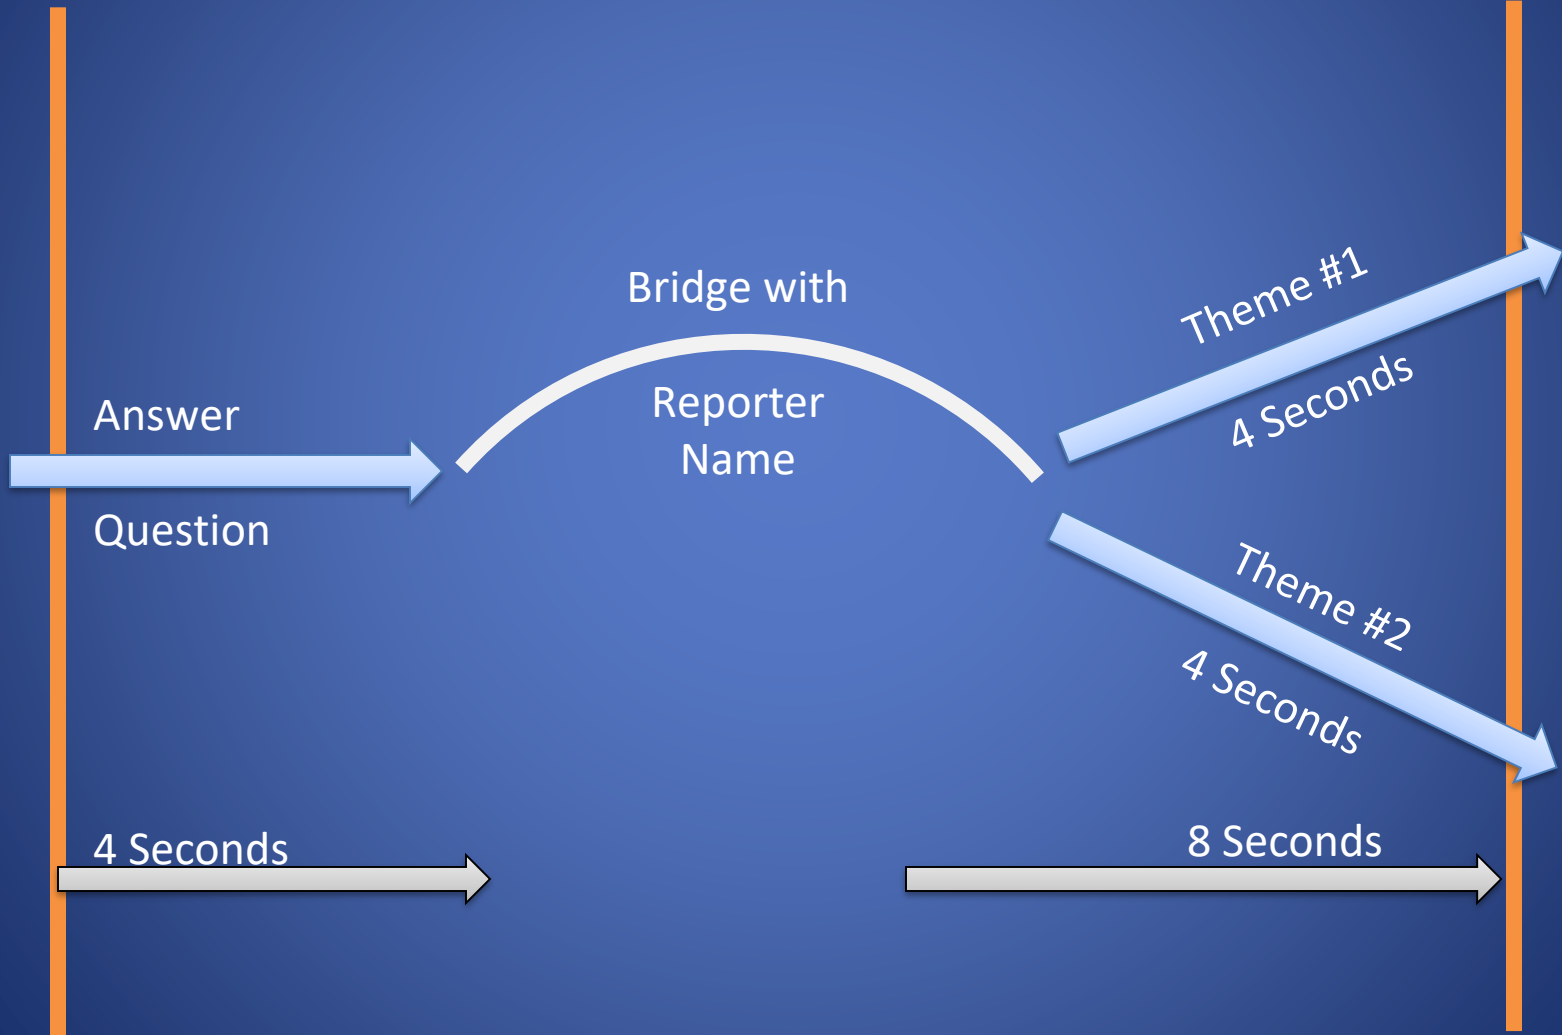 Bridge with
Reporter
Name
Answer
Question
Theme #1
4 Seconds
Theme #2
4 Seconds
4 Seconds
8 Seconds